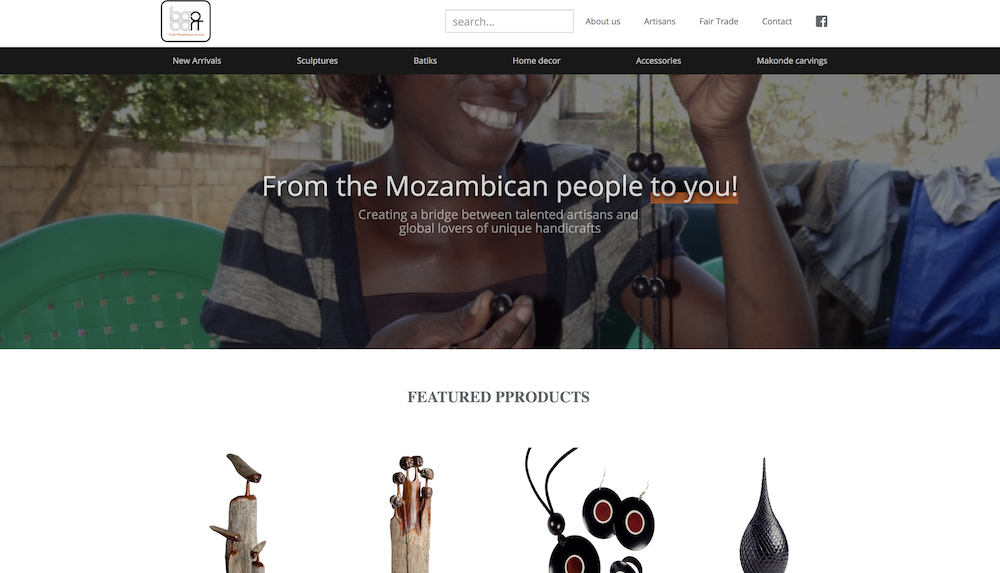 search...
About us
Artisans
Fair Trade
Contact
New Arrivals
Sculptures
Batiks
Home decor
Accessories
Makonde carvings
From the Mozambican people to you!
Creating a bridge between talented artisans and
global lovers of unique handicrafts
FEATURED PPRODUCTS